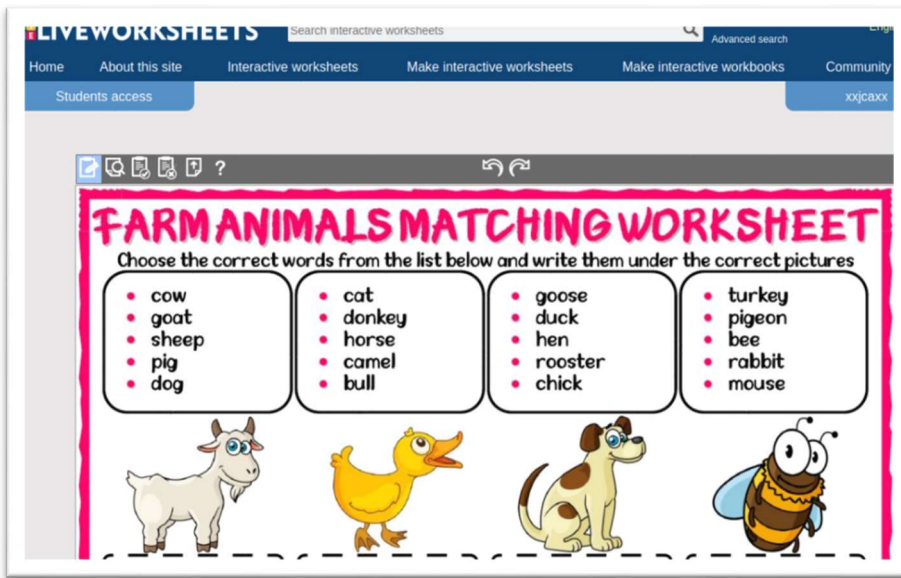 LIVEWORKSHEETS
Search interactive worksheets
Advanced search
Home About this site Interactive worksheets Make interactive worksheets Make interactive workbooks Community
Students access xxjcaxx
?
FARM ANIMALS MATCHING WORKSHEET
Choose the correct words from the list below and write them under the correct pictures
• cow
• goat
• sheep
• pig
• dog
• cat
• donkey
• horse
• camel
• bull
• goose
• duck
• hen
• rooster
• chick
• turkey
• pigeon
• bee
• rabbit
• mouse